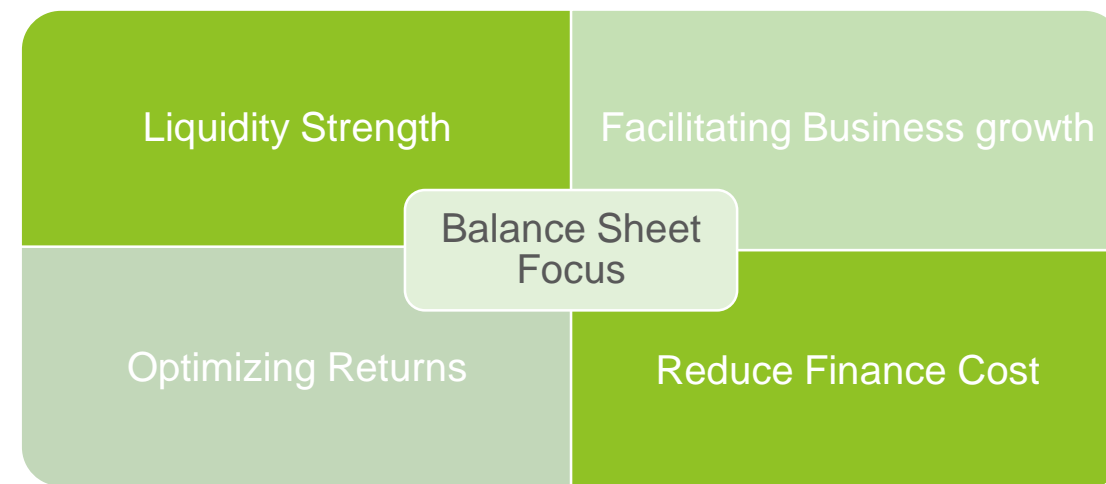 Liquidity Strength
Facilitating Business growth
Balance Sheet
Focus
Optimizing Returns
Reduce Finance Cost